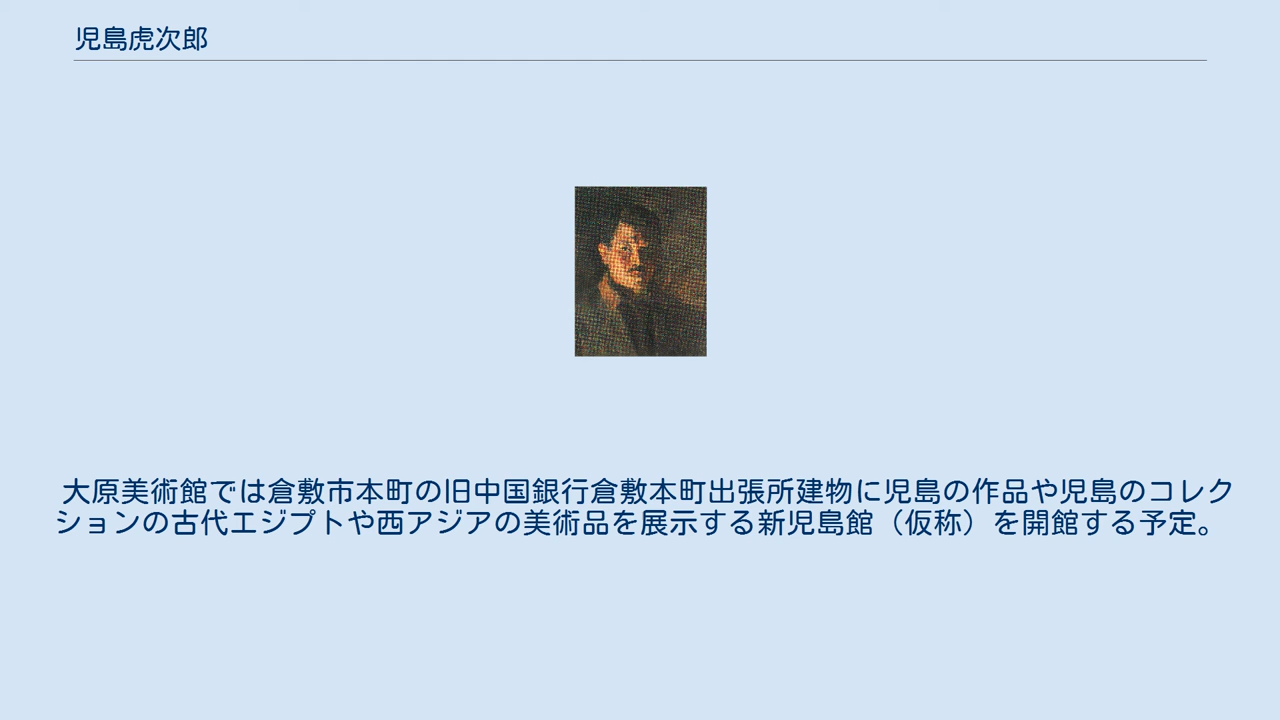 児島虎次郎
大原美術館では倉敷市本町の旧中国銀行倉敷本町出張所建物に児島の作品や児島のコレク
ションの古代エジプトや西アジアの美術品を展示する新児島館（仮称）を開館する予定。